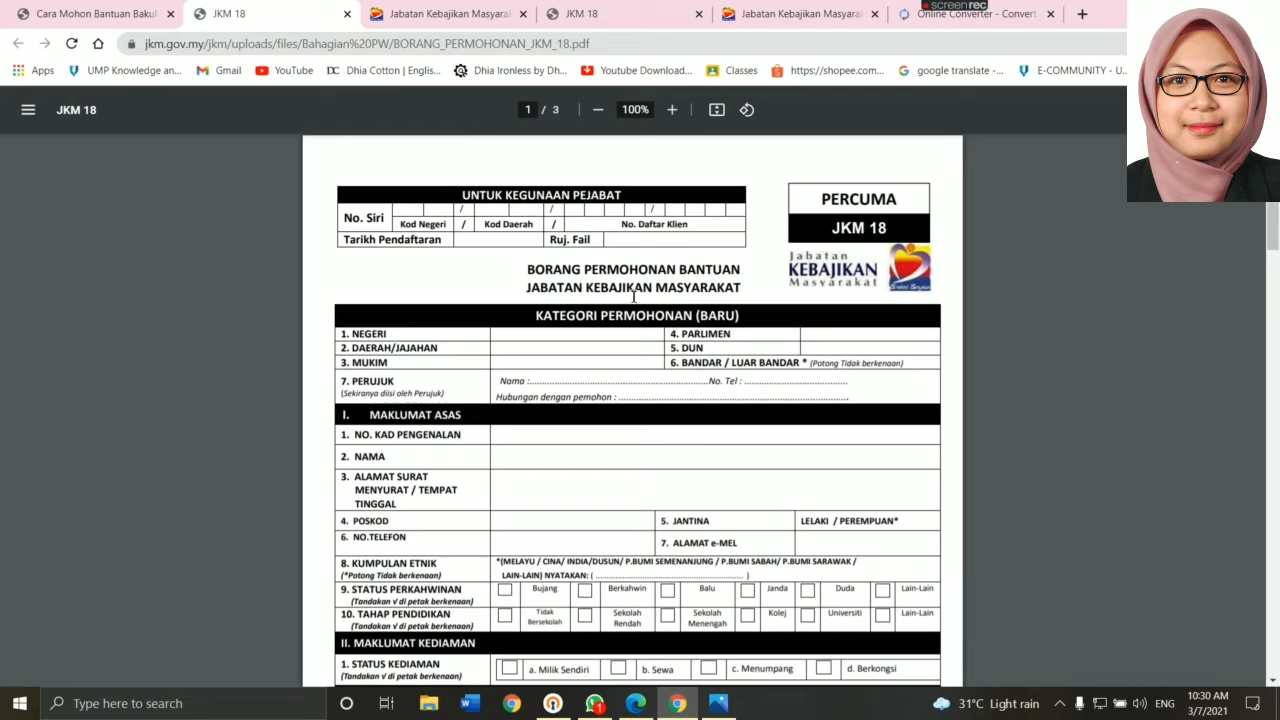 screenrec
Cara Mohon Bantuan Bakul
JKM 18
Jabatan Kebajikan Masyarak
JKM 18
Jabatan Kebajikan Masyarak
Online Converter - Convert
jkm.gov.my/jkm/uploads/files/Bahagian%20PW/BORANG_PERMOHONAN_JKM_18.pdf
Apps
UMP Knowledge an...
Gmail
YouTube
DC Dhia Cotton | Englis...
Dhia Ironless by Dh...
Youtube Download...
Classes
https://shopee.com...
google translate -...
E-COMMUNITY - U
JKM 18
1 / 3
100%
UNTUK KEGUNAAN PEJABAT
No. Siri
/ / /
Kod Negeri / Kod Daerah / No. Daftar Klien
Tarikh Pendaftaran Ruj. Fail
PERCUMA
JKM 18
Jabatan
KEBAJIKAN
Masyarakat
BORANG PERMOHONAN BANTUAN
JABATAN KEBAJIKAN MASYARAKAT
KATEGORI PERMOHONAN (BARU)
1. NEGERI 4. PARLIMEN
2. DAERAH/JAJAHAN 5. DUN
3. MUKIM 6. BANDAR / LUAR BANDAR * (Potong Tidak berkenaan)
7. PERUJUK
(Sekiranya diisi oleh Perujuk)
Nama :........................................................No. Tel : ................................
Hubungan dengan pemohon : .......................................................................
I. MAKLUMAT ASAS
1. NO. KAD PENGENALAN
2. NAMA
3. ALAMAT SURAT
MENYURAT / TEMPAT
TINGGAL
4. POSKOD 5. JANTINA LELAKI / PEREMPUAN*
6. NO.TELEFON 7. ALAMAT e-MEL
8. KUMPULAN ETNIK
(*Potong Tidak berkenaan)
*(MELAYU / CINA/ INDIA/DUSUN/ P.BUMI SEMENANJUNG / P.BUMI SABAH/ P.BUMI SARAWAK /
LAIN-LAIN) NYATAKAN: ( .................................................... )
9. STATUS PERKAHWINAN
(Tandakan √ di petak berkenaan)
Bujang Berkahwin Balu Janda Duda Lain-Lain
10. TAHAP PENDIDIKAN
(Tandakan √ di petak berkenaan)
Tidak Bersekolah
Sekolah Rendah
Sekolah Menengah
Kolej Universiti Lain-Lain
II. MAKLUMAT KEDIAMAN
1. STATUS KEDIAMAN
(Tandakan √ di petak berkenaan)
a. Milik Sendiri b. Sewa c. Menumpang d. Berkongsi
Type here to search
1
31°C Light rain
ENG
10:30 AM
3/7/2021